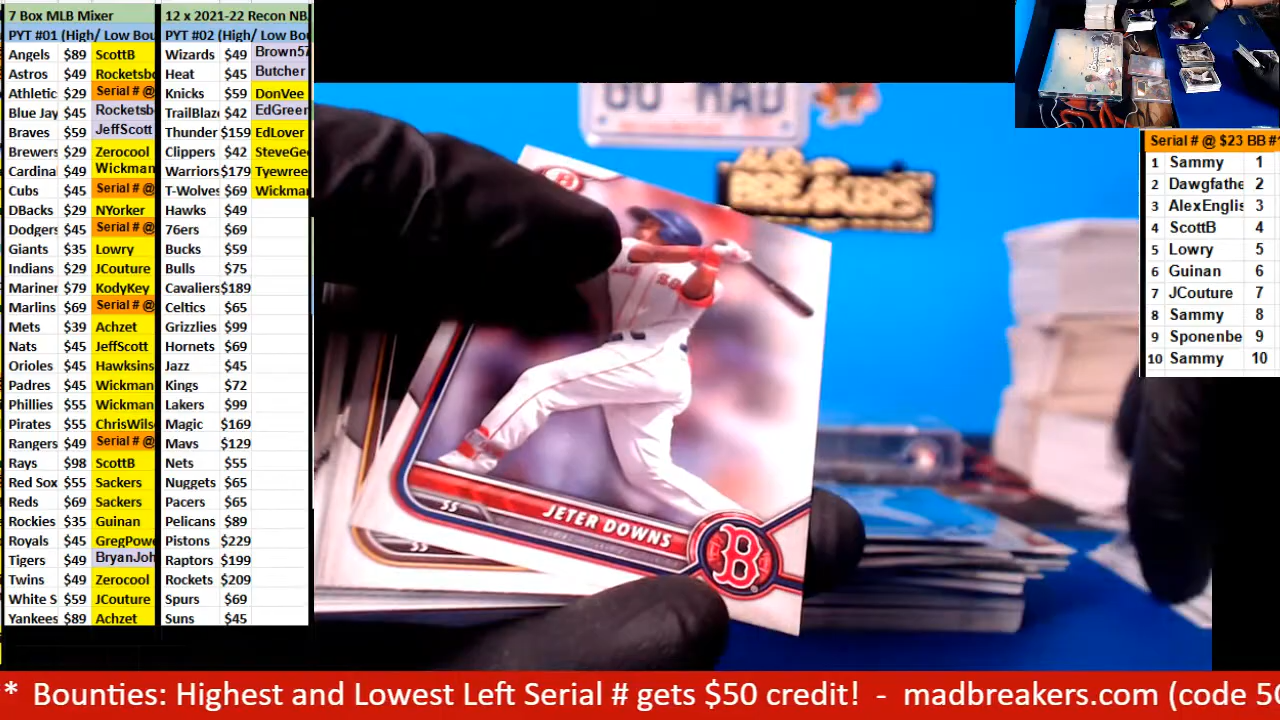 7 Box MLB Mixer
PYT #01 (High/ Low Bou
Angels $89 ScottB
Astros $49 Rocketsbo
Athletic $29 Serial # @
Blue Jay $45 Rocketsb
Braves $59 JeffScott
Brewers $29 Zerocool
Cardina $49 Wickman
Cubs $45 Serial # @
DBacks $29 NYorker
Dodgers $45 Serial # @
Giants $35 Lowry
Indians $29 JCouture
Mariner $79 KodyKey
Marlins $69 Serial # @
Mets $39 Achzet
Nats $45 JeffScott
Orioles $45 Hawksins
Padres $45 Wickman
Phillies $55 Wickman
Pirates $55 ChrisWils
Rangers $49 Serial # @
Rays $98 ScottB
Red Sox $55 Sackers
Reds $69 Sackers
Rockies $35 Guinan
Royals $45 GregPow
Tigers $49 BryanJoh
Twins $49 Zerocool
White S $59 JCouture
Yankees $89 Achzet
12 x 2021-22 Recon NB
PYT #02 (High/ Low Bou
Wizards $49 Brown57
Heat $45 Butcher
Knicks $59 DonVee
TrailBlaz $42 EdGreer
Thunder $159 EdLover
Clippers $42 SteveGe
Warriors $179 Tyewree
T-Wolves $69 Wickma
Hawks $49
76ers $69
Bucks $59
Bulls $75
Cavaliers $189
Celtics $65
Grizzlies $99
Hornets $69
Jazz $45
Kings $72
Lakers $99
Magic $169
Mavs $129
Nets $55
Nuggets $65
Pacers $65
Pelicans $89
Pistons $229
Raptors $199
Rockets $209
Spurs $69
Suns $45
GO MAD
BREAKERS
B
SS
JETER DOWNS
B
SS
Serial # @ $23 BB #
1 Sammy 1
2 Dawgfathe 2
3 AlexEnglis 3
4 ScottB 4
5 Lowry 5
6 Guinan 6
7 JCouture 7
8 Sammy 8
9 Sponenbe 9
10 Sammy 10
* Bounties: Highest and Lowest Left Serial # gets $50 credit! - madbreakers.com (code 5